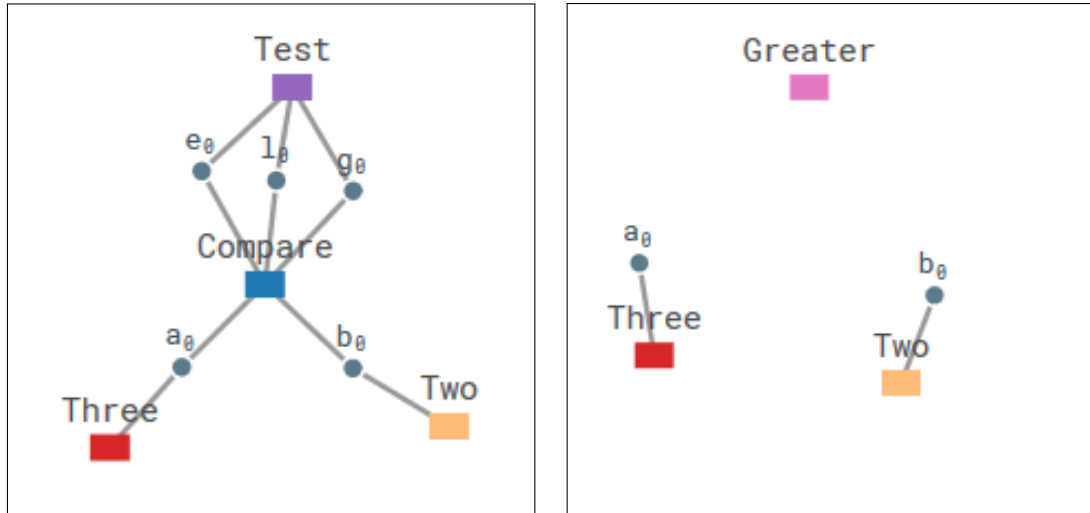 Test
e₀
l₀
g₀
Compare
a₀
b₀
Three
Two
Greater
a₀
b₀
Three
Two